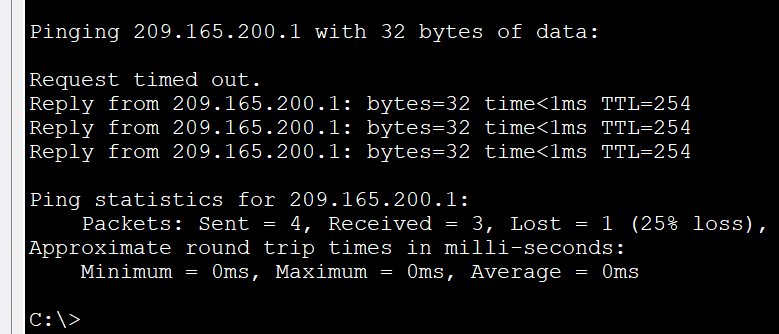 Pinging 209.165.200.1 with 32 bytes of data:
Request timed out.
Reply from 209.165.200.1: bytes=32 time<1ms TTL=254
Reply from 209.165.200.1: bytes=32 time<1ms TTL=254
Reply from 209.165.200.1: bytes=32 time<1ms TTL=254
Ping statistics for 209.165.200.1:
Packets: Sent = 4, Received = 3, Lost = 1 (25% loss),
Approximate round trip times in milli-seconds:
Minimum = 0ms, Maximum = 0ms, Average = 0ms
C:\>